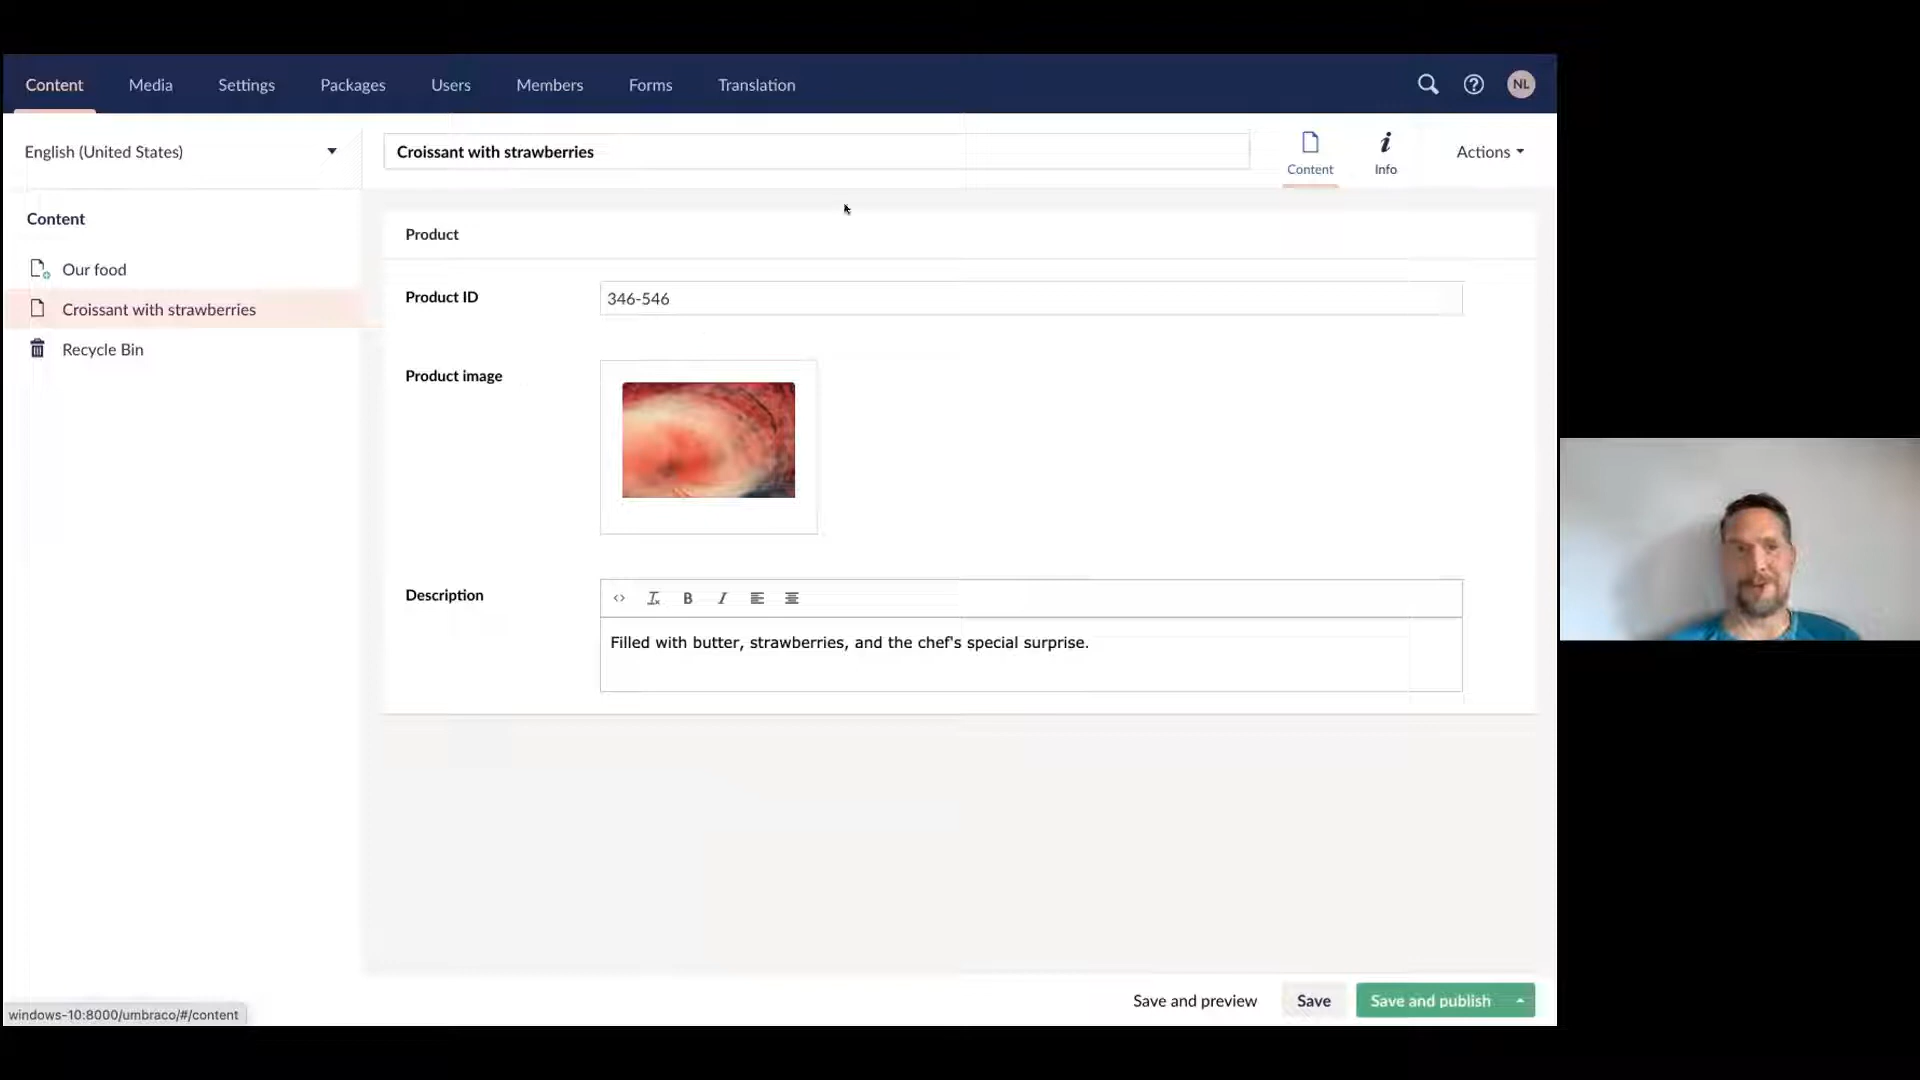 Content Media Settings Packages Users Members Forms Translation NL
English (United States)
Croissant with strawberries
Content
Info
Actions
Content
Our food
Croissant with strawberries
Recycle Bin
Product
Product ID
346-546
Product image
Description
B I
Filled with butter, strawberries, and the chef's special surprise.
Save and preview
Save
Save and publish
windows-10:8000/umbraco/#/content